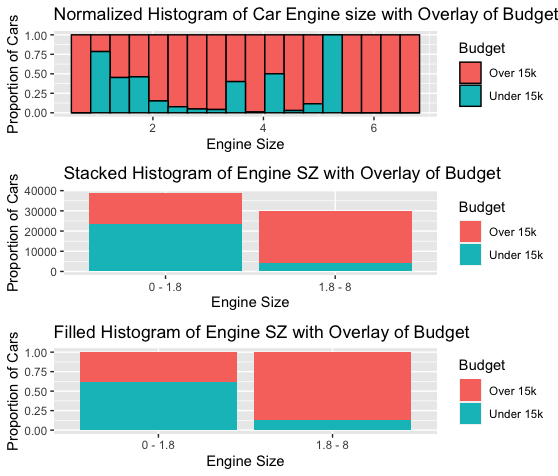 Normalized Histogram of Car Engine size with Overlay of Budget
Proportion of Cars
1.00
0.75
0.50
0.25
0.00
2
4
6
Engine Size
Budget
Over 15k
Under 15k
Stacked Histogram of Engine SZ with Overlay of Budget
Proportion of Cars
40000
30000
20000
10000
0
0 - 1.8
1.8 - 8
Engine Size
Budget
Over 15k
Under 15k
Filled Histogram of Engine SZ with Overlay of Budget
Proportion of Cars
1.00
0.75
0.50
0.25
0.00
0 - 1.8
1.8 - 8
Engine Size
Budget
Over 15k
Under 15k